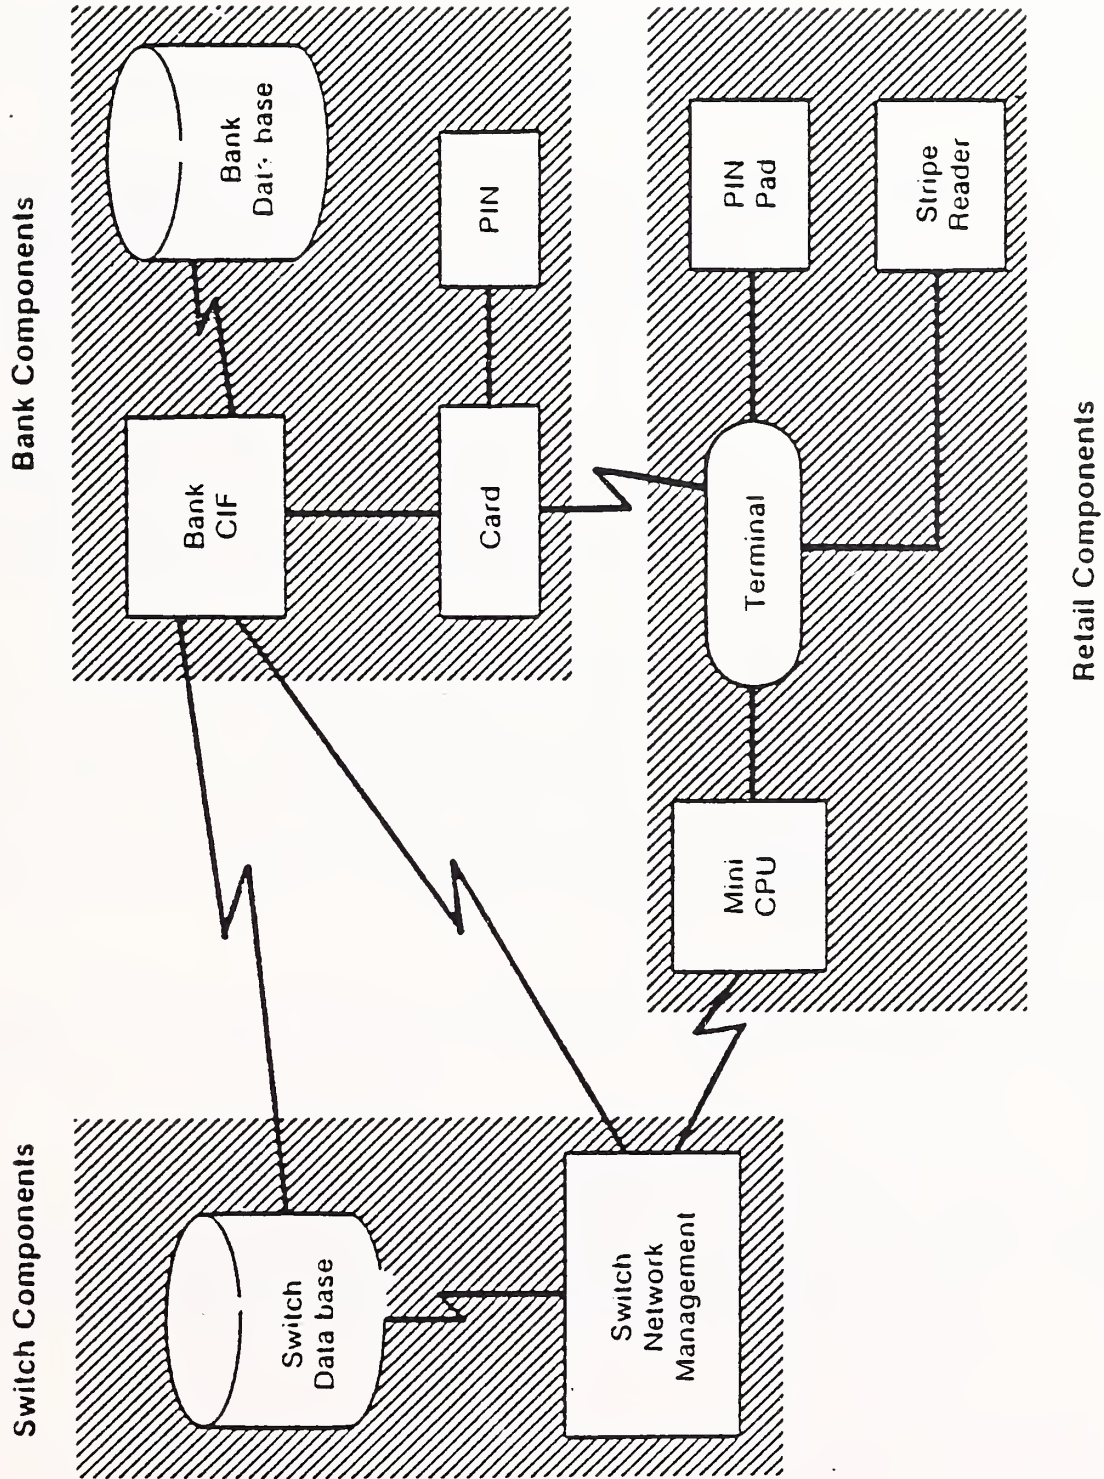 Switch Components
Bank Components
Switch
Data base
Bank
CIF
Bank
base
Card
PIN
Switch
Network
Management
Mini
CPU
Terminal
PIN
Pad
Stripe
Reader
Retail Components